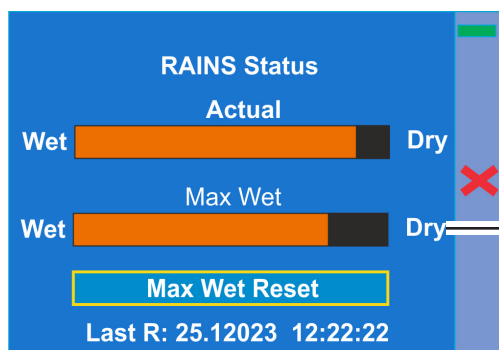 RAINS Status
Actual
Wet Dry
Max Wet
Wet Dry
Max Wet Reset
Last R: 25.12023 12:22:22